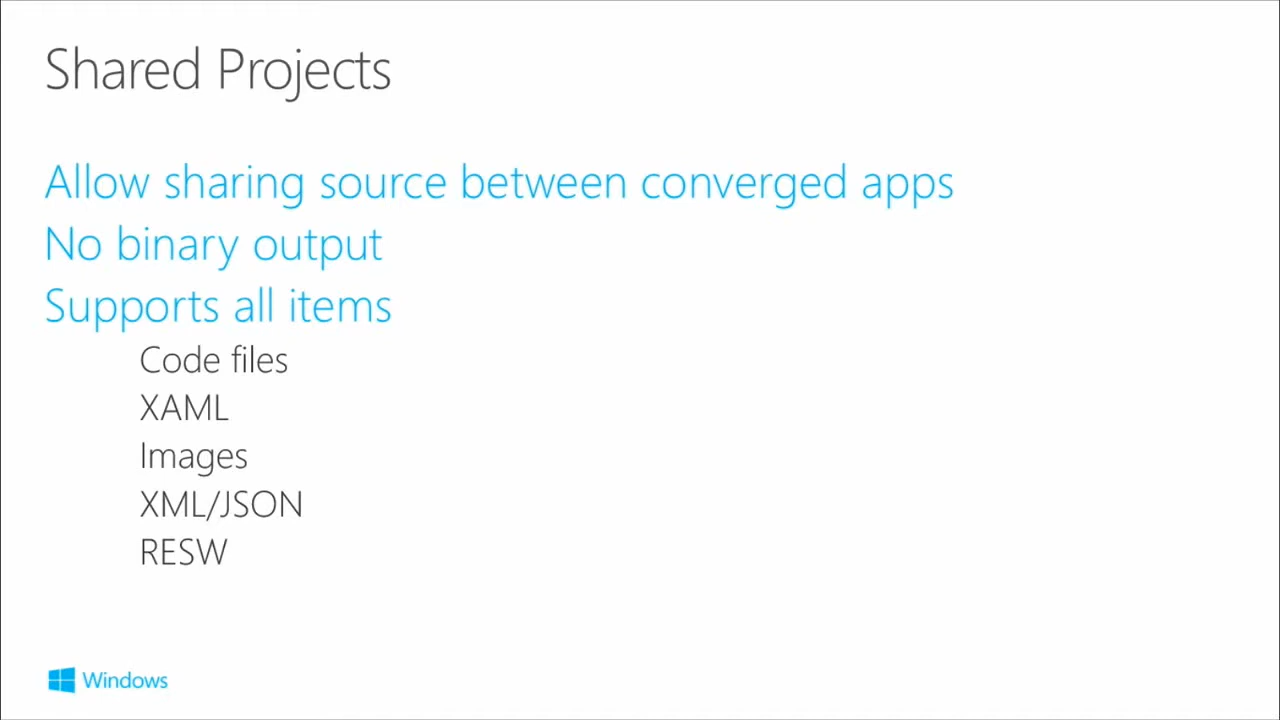 Shared Projects
Allow sharing source between converged apps
No binary output
Supports all items
Code files
XAML
Images
XML/JSON
RESW
Windows